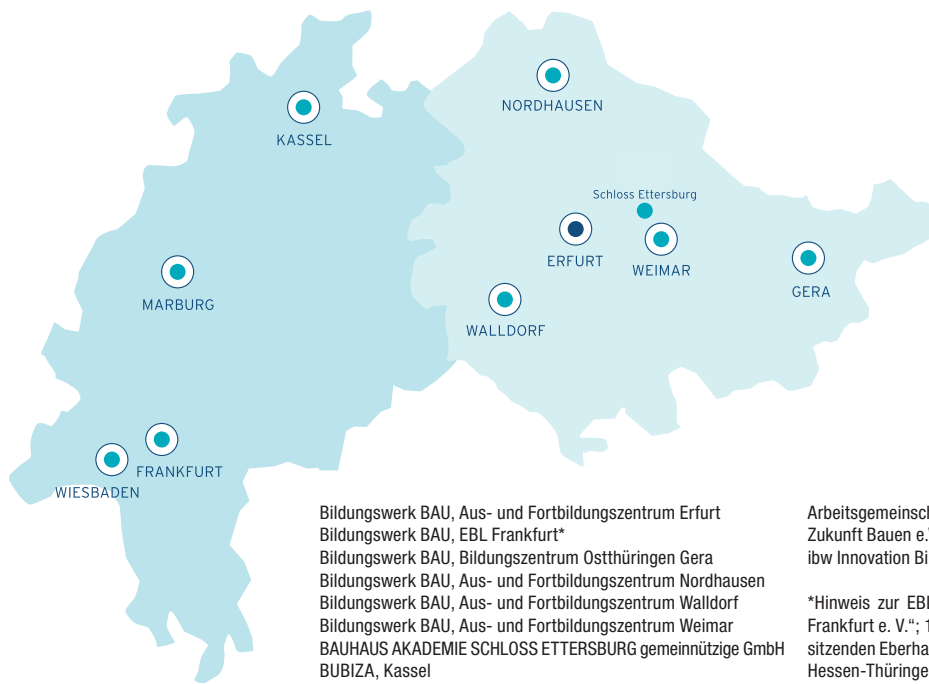 NORDHAUSEN
KASSEL
Schloss Ettersburg
ERFURT
WEIMAR
GERA
MARBURG
WALLDORF
FRANKFURT
WIESBADEN
Bildungswerk BAU, Aus- und Fortbildungszentrum Erfurt
Bildungswerk BAU, EBL Frankfurt*
Bildungswerk BAU, Bildungszentrum Ostthüringen Gera
Bildungswerk BAU, Aus- und Fortbildungszentrum Nordhausen
Bildungswerk BAU, Aus- und Fortbildungszentrum Walldorf
Bildungswerk BAU, Aus- und Fortbildungszentrum Weimar
BAUHAUS AKADEMIE SCHLOSS ETTERSBURG gemeinnützige GmbH
BUBIZA, Kassel
Zukunft Bauen
ibw Innovation
*Hinweis zur EBL
Frankfurt e. V.“;
sitzenden